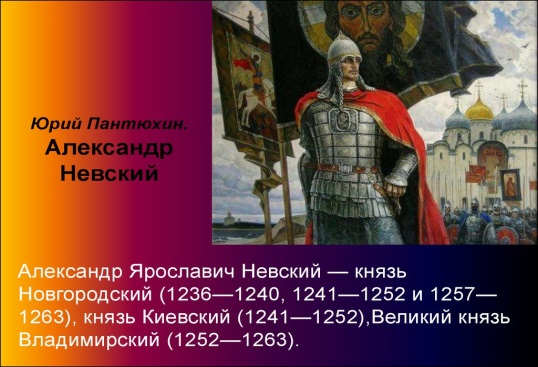 Юрий Пантюхин.
Александр
Невский
Александр Ярославич Невский — князь
Новгородский (1236—1240, 1241—1252 и 1257—
1263), князь Киевский (1241—1252),Великий князь
Владимирский (1252—1263).